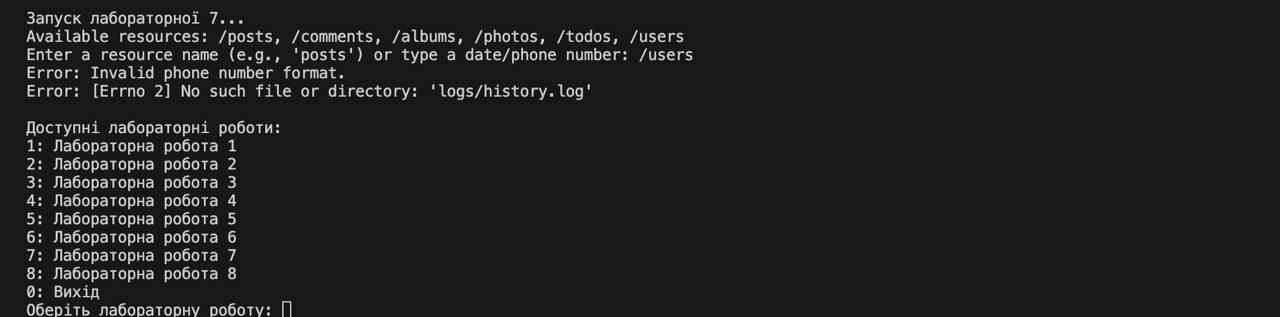 Запуск лабораторної 7...
Available resources: /posts, /comments, /albums, /photos, /todos, /users
Enter a resource name (e.g., 'posts') or type a date/phone number: /users
Error: Invalid phone number format.
Error: [Errno 2] No such file or directory: 'logs/history.log'
Доступні лабораторні роботи:
1: Лабораторна робота 1
2: Лабораторна робота 2
3: Лабораторна робота 3
4: Лабораторна робота 4
5: Лабораторна робота 5
6: Лабораторна робота 6
7: Лабораторна робота 7
8: Лабораторна робота 8
0: Вихід
Оберіть лабораторну роботу: